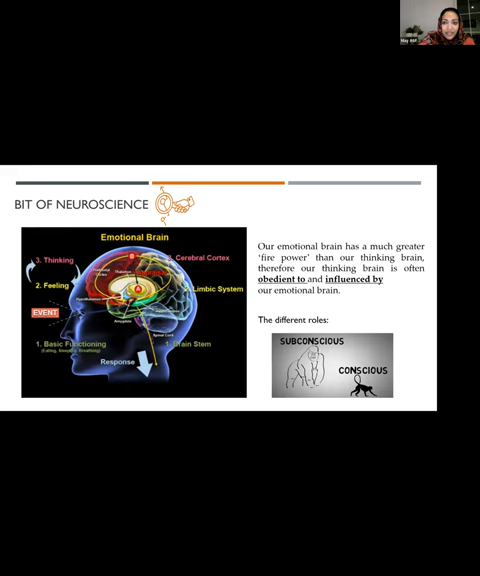 BIT OF NEUROSCIENCE
Emotional Brain
3. Thinking
Cerebral Cortex
Thalamus
2. Feeling
Limbic System
Hypothalamus
EVENT
Amygdala
Spinal Cord
1. Basic Functioning
(Eating, Sleeping, Breathing)
1. Brain Stem
Response
Our emotional brain has a much greater
'fire power' than our thinking brain,
therefore our thinking brain is often
obedient to and influenced by
our emotional brain.
The different roles:
SUBCONSCIOUS
CONSCIOUS